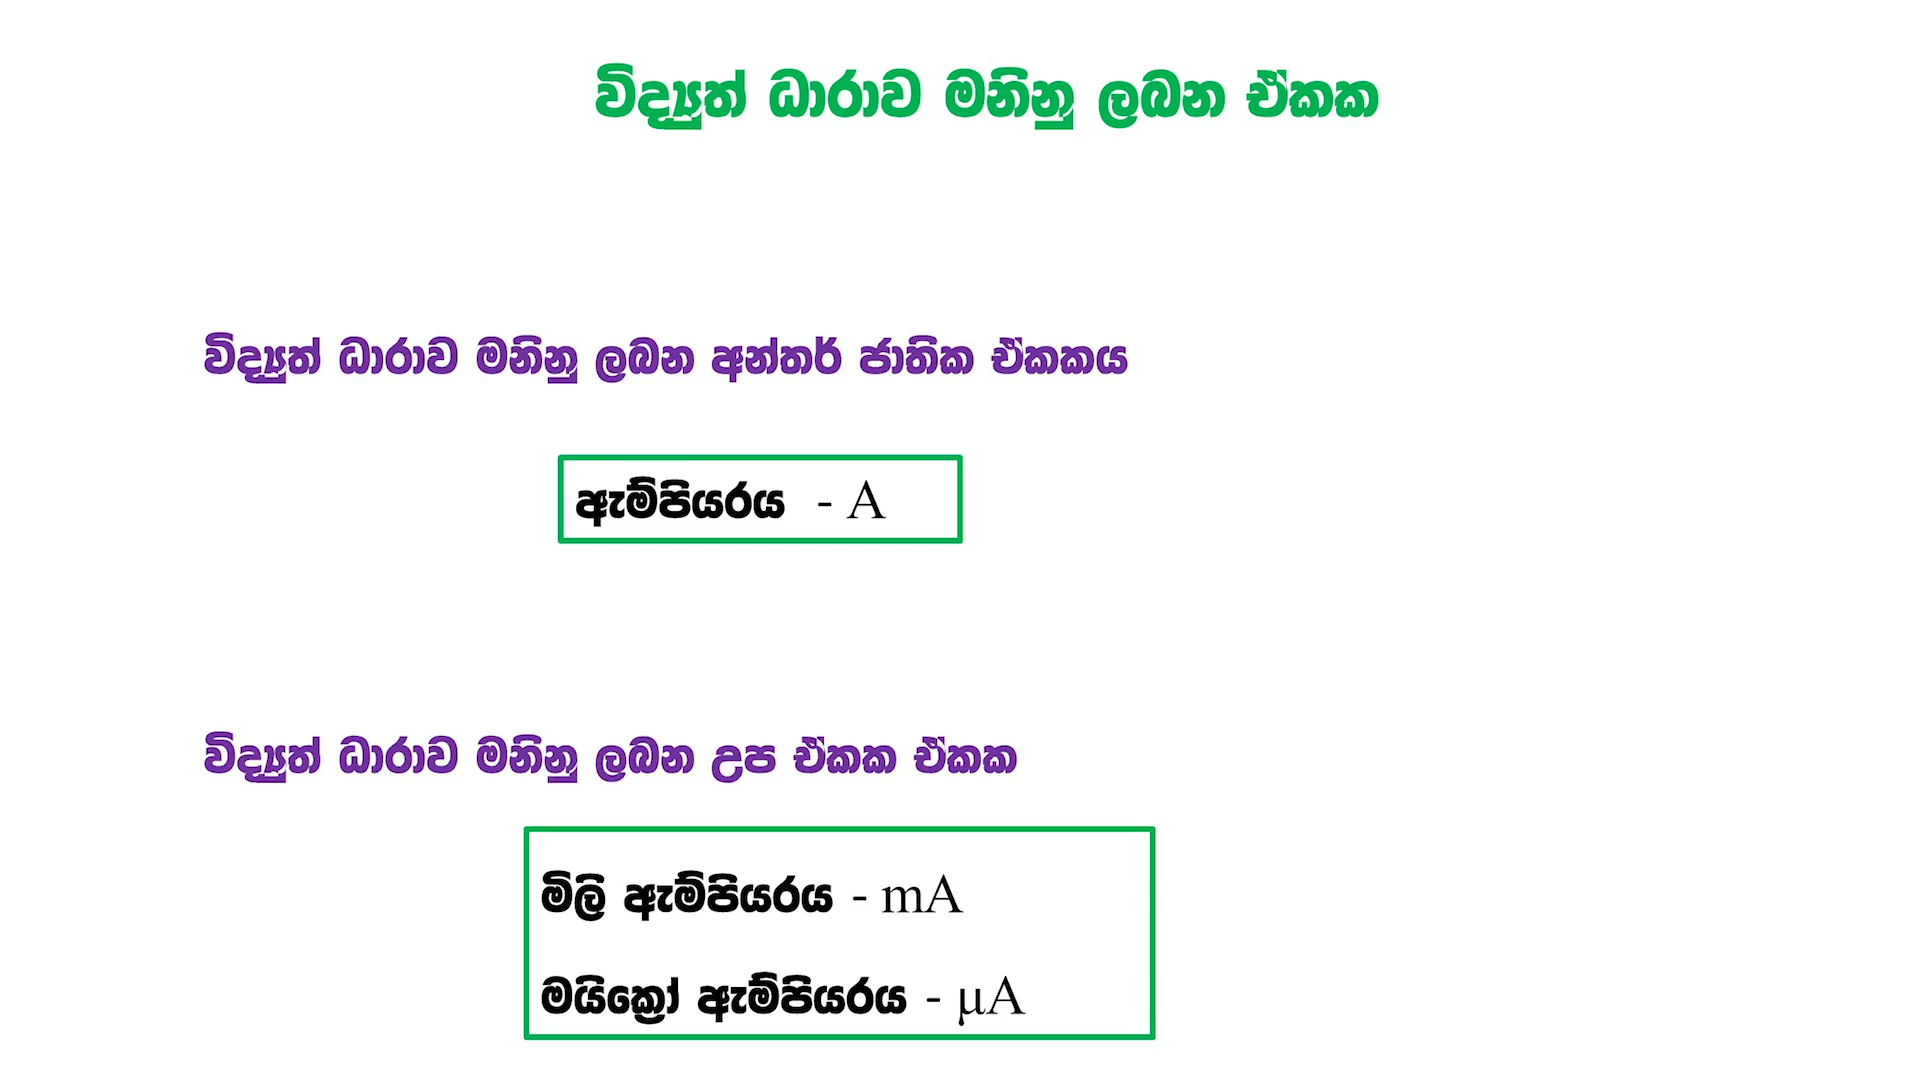 විද්‍යුත් ධාරාව මනිනු ලබන ඒකක
විද්‍යුත් ධාරාව මනිනු ලබන අන්තර් ජාතික ඒකකය
ඇම්පියරය - A
විද්‍යුත් ධාරාව මනිනු ලබන උප ඒකක ඒකක
මිලි ඇම්පියරය - mA
මයික්‍රෝ ඇම්පියරය - μA